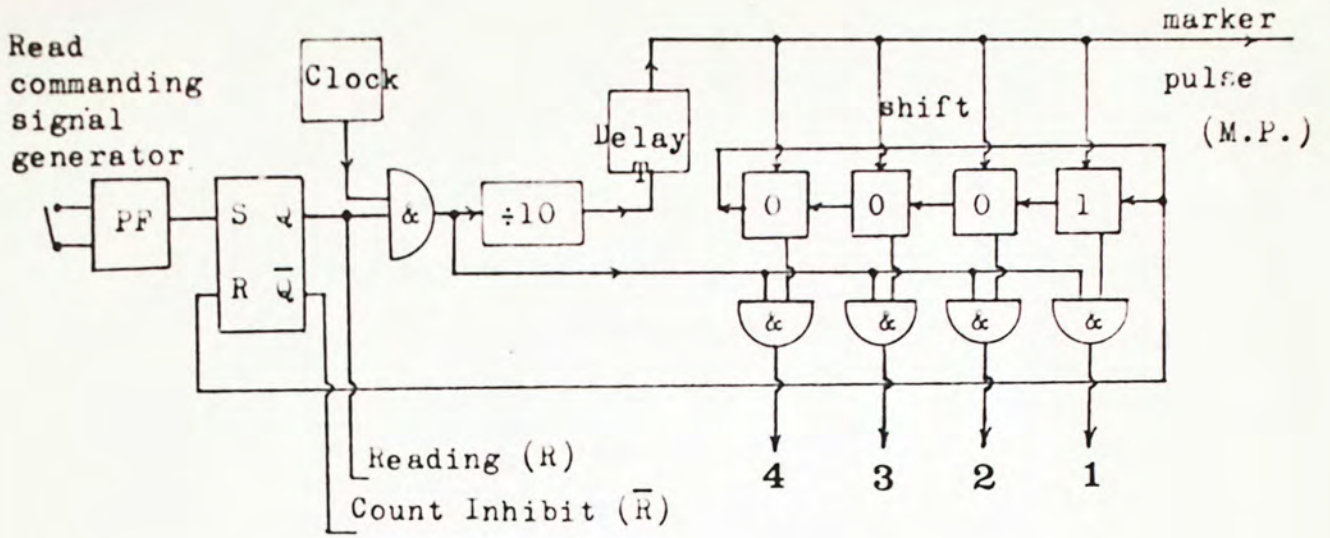 Read
commanding
signal
generator
Clock
marker
pulse
(M.P.)
shift
Delay
T
PF
S Q
R Q̅
&
÷10
0 0 0 1
& & & &
4 3 2 1
Reading (R)
Count Inhibit (R̅)